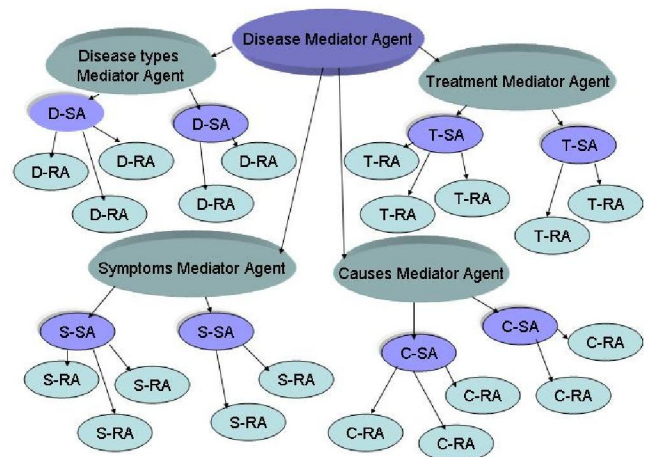 Disease Mediator Agent
Disease types
Mediator Agent
Treatment Mediator Agent
D-SA
D-SA
D-RA
D-RA
D-RA
D-RA
D-RA
T-SA
T-SA
T-RA
T-RA
T-RA
T-RA
T-RA
Symptoms Mediator Agent
Causes Mediator Agent
S-SA
S-SA
S-RA
S-RA
S-RA
S-RA
S-RA
C-SA
C-SA
C-RA
C-RA
C-RA
C-RA
C-RA